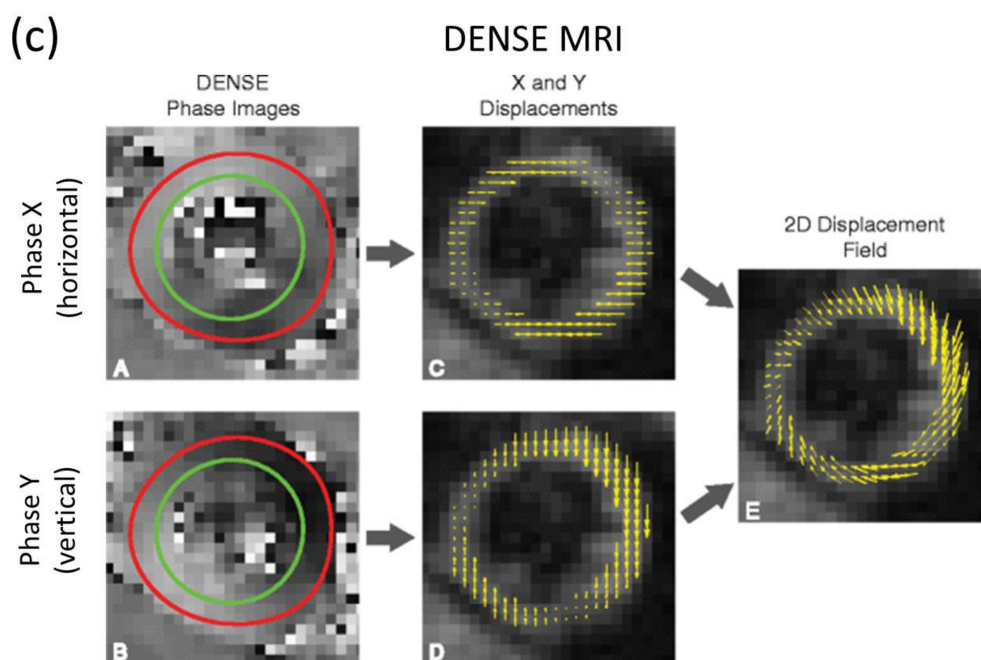 (c)
DENSE MRI
DENSE
Phase Images
X and Y
Displacements
Phase X
(horizontal)
A
C
2D Displacement
Field
Phase Y
(vertical)
B
D
E